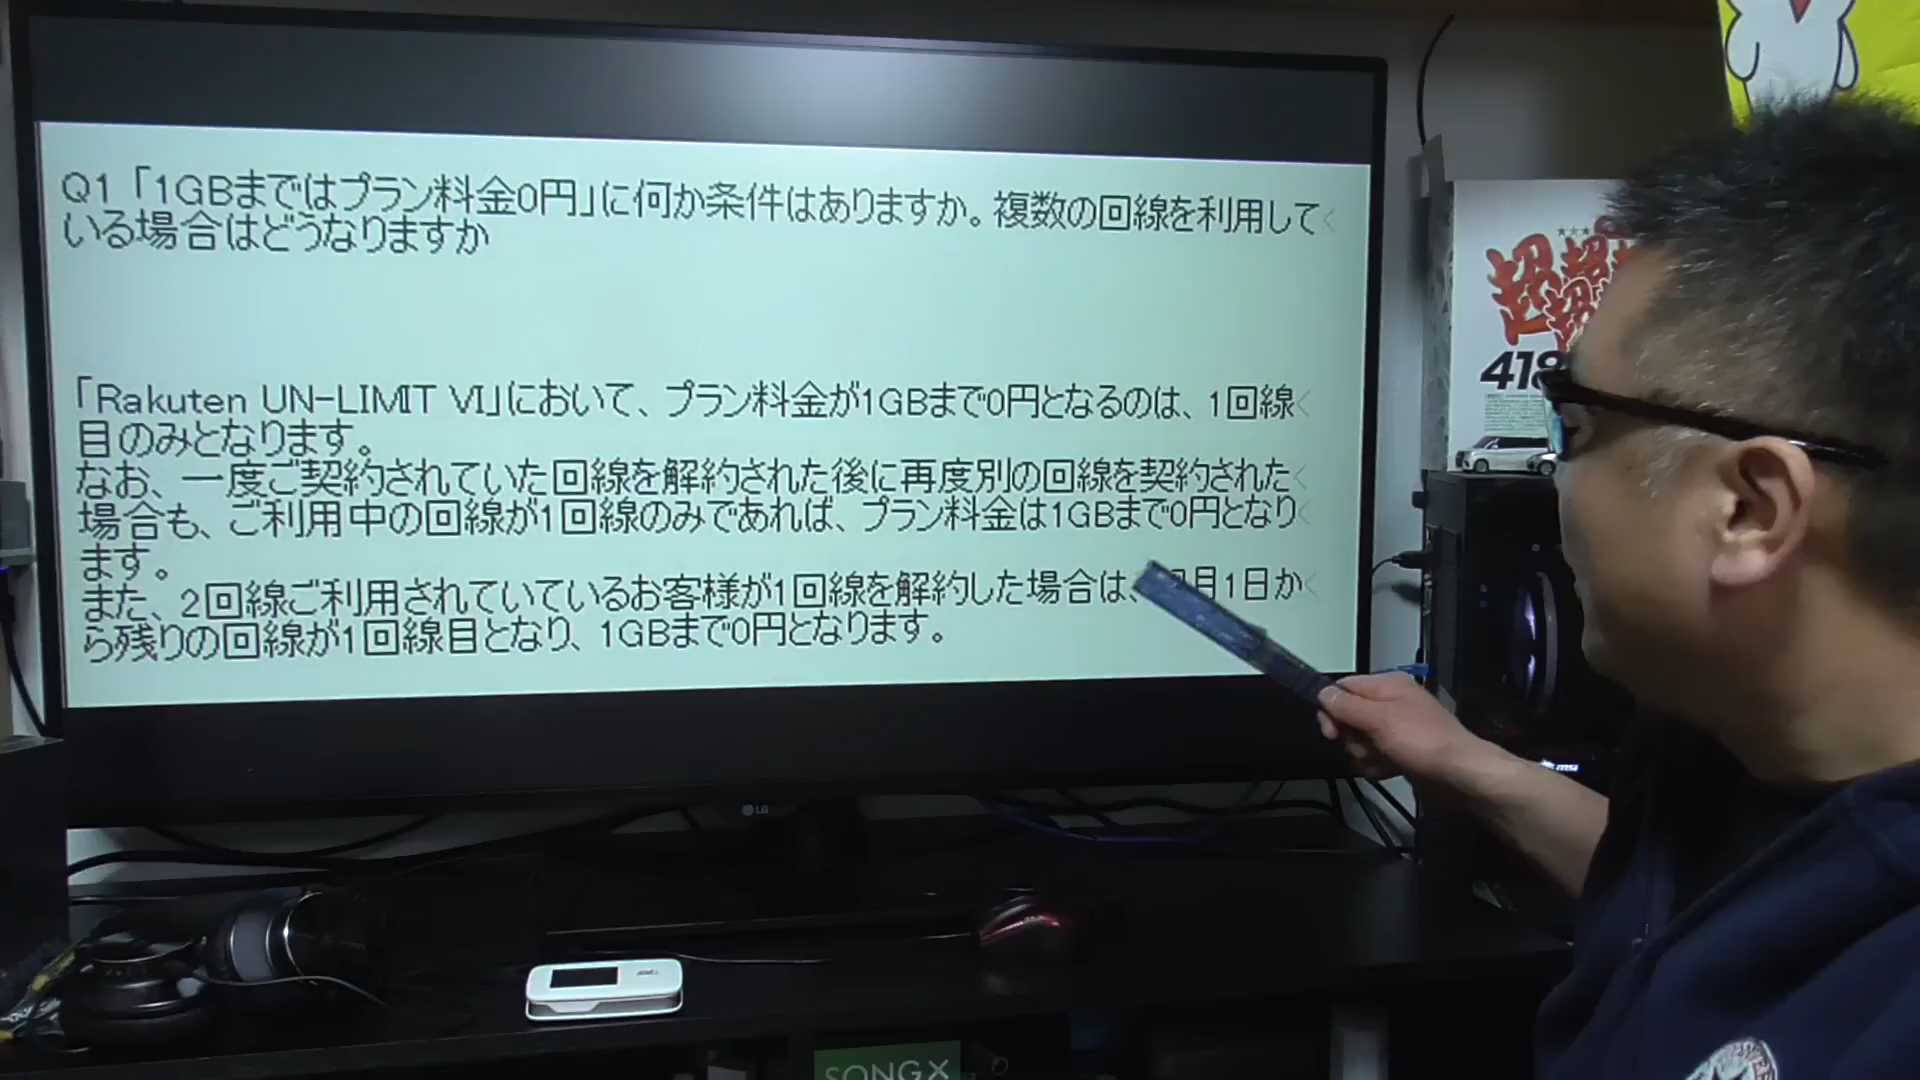 Q1「1GBまではプラン料金0円」に何か条件はありますか。複数の回線を利用して
いる場合はどうなりますか
「Rakuten UN-LIMIT VI」において、プラン料金が1GBまで0円となるのは、1回線
目のみとなります。
なお、一度ご契約されていた回線を解約された後に再度別の回線を契約された
場合も、ご利用中の回線が1回線のみであれば、プラン料金は1GBまで0円となり
ます。
また、2回線ご利用されていているお客様が1回線を解約した場合は、月1日か
ら残りの回線が1回線目となり、1GBまで0円となります。
超超
超
418
LG
msi
SONGX